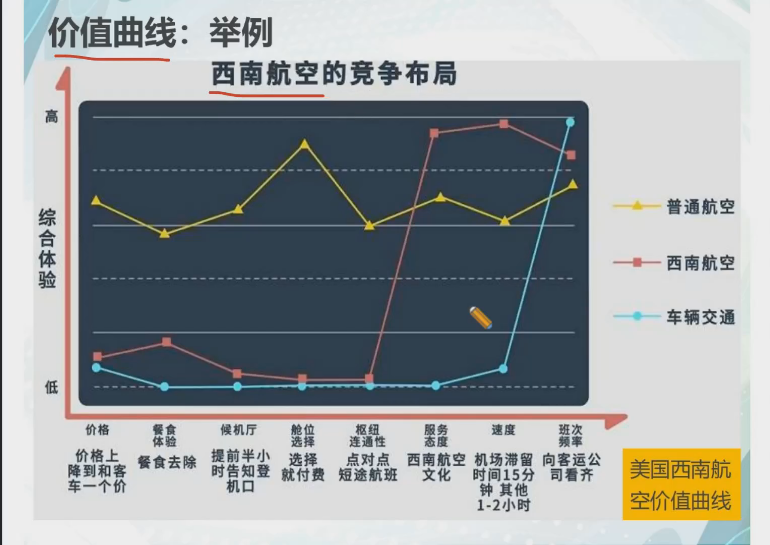 价值曲线：举例
西南航空的竞争布局
高
综合体验
低
普通航空
西南航空
车辆交通
价格
餐食
体验
候机厅
舱位
选择
枢纽
连通性
服务
态度
速度
班次
频率
价格上
降到和客
车一个价
餐食去除
提前半小
时告知登
机口
选择
就付费
点对点
短途航班
西南航空
文化
机场滞留
时间15分
钟 其他
1-2小时
向客运公
司看齐
美国西南航
空价值曲线